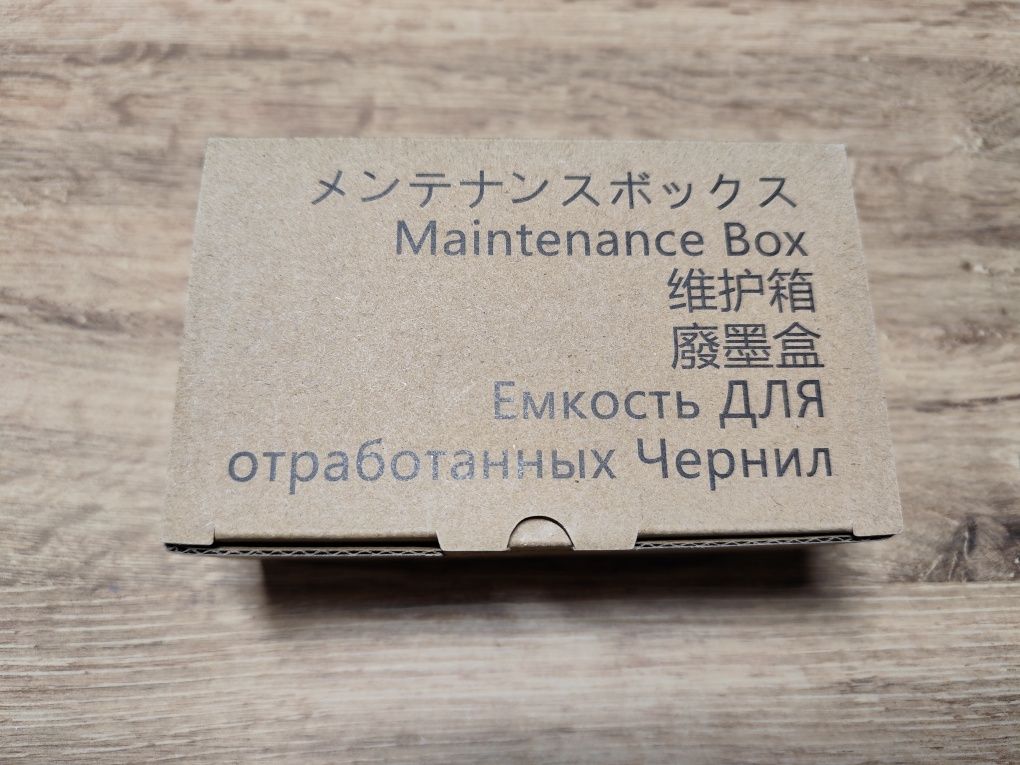 メンテナンスボックス
Maintenance Box
维护箱
廢墨盒
Емкость ДЛЯ
отработанных Чернил